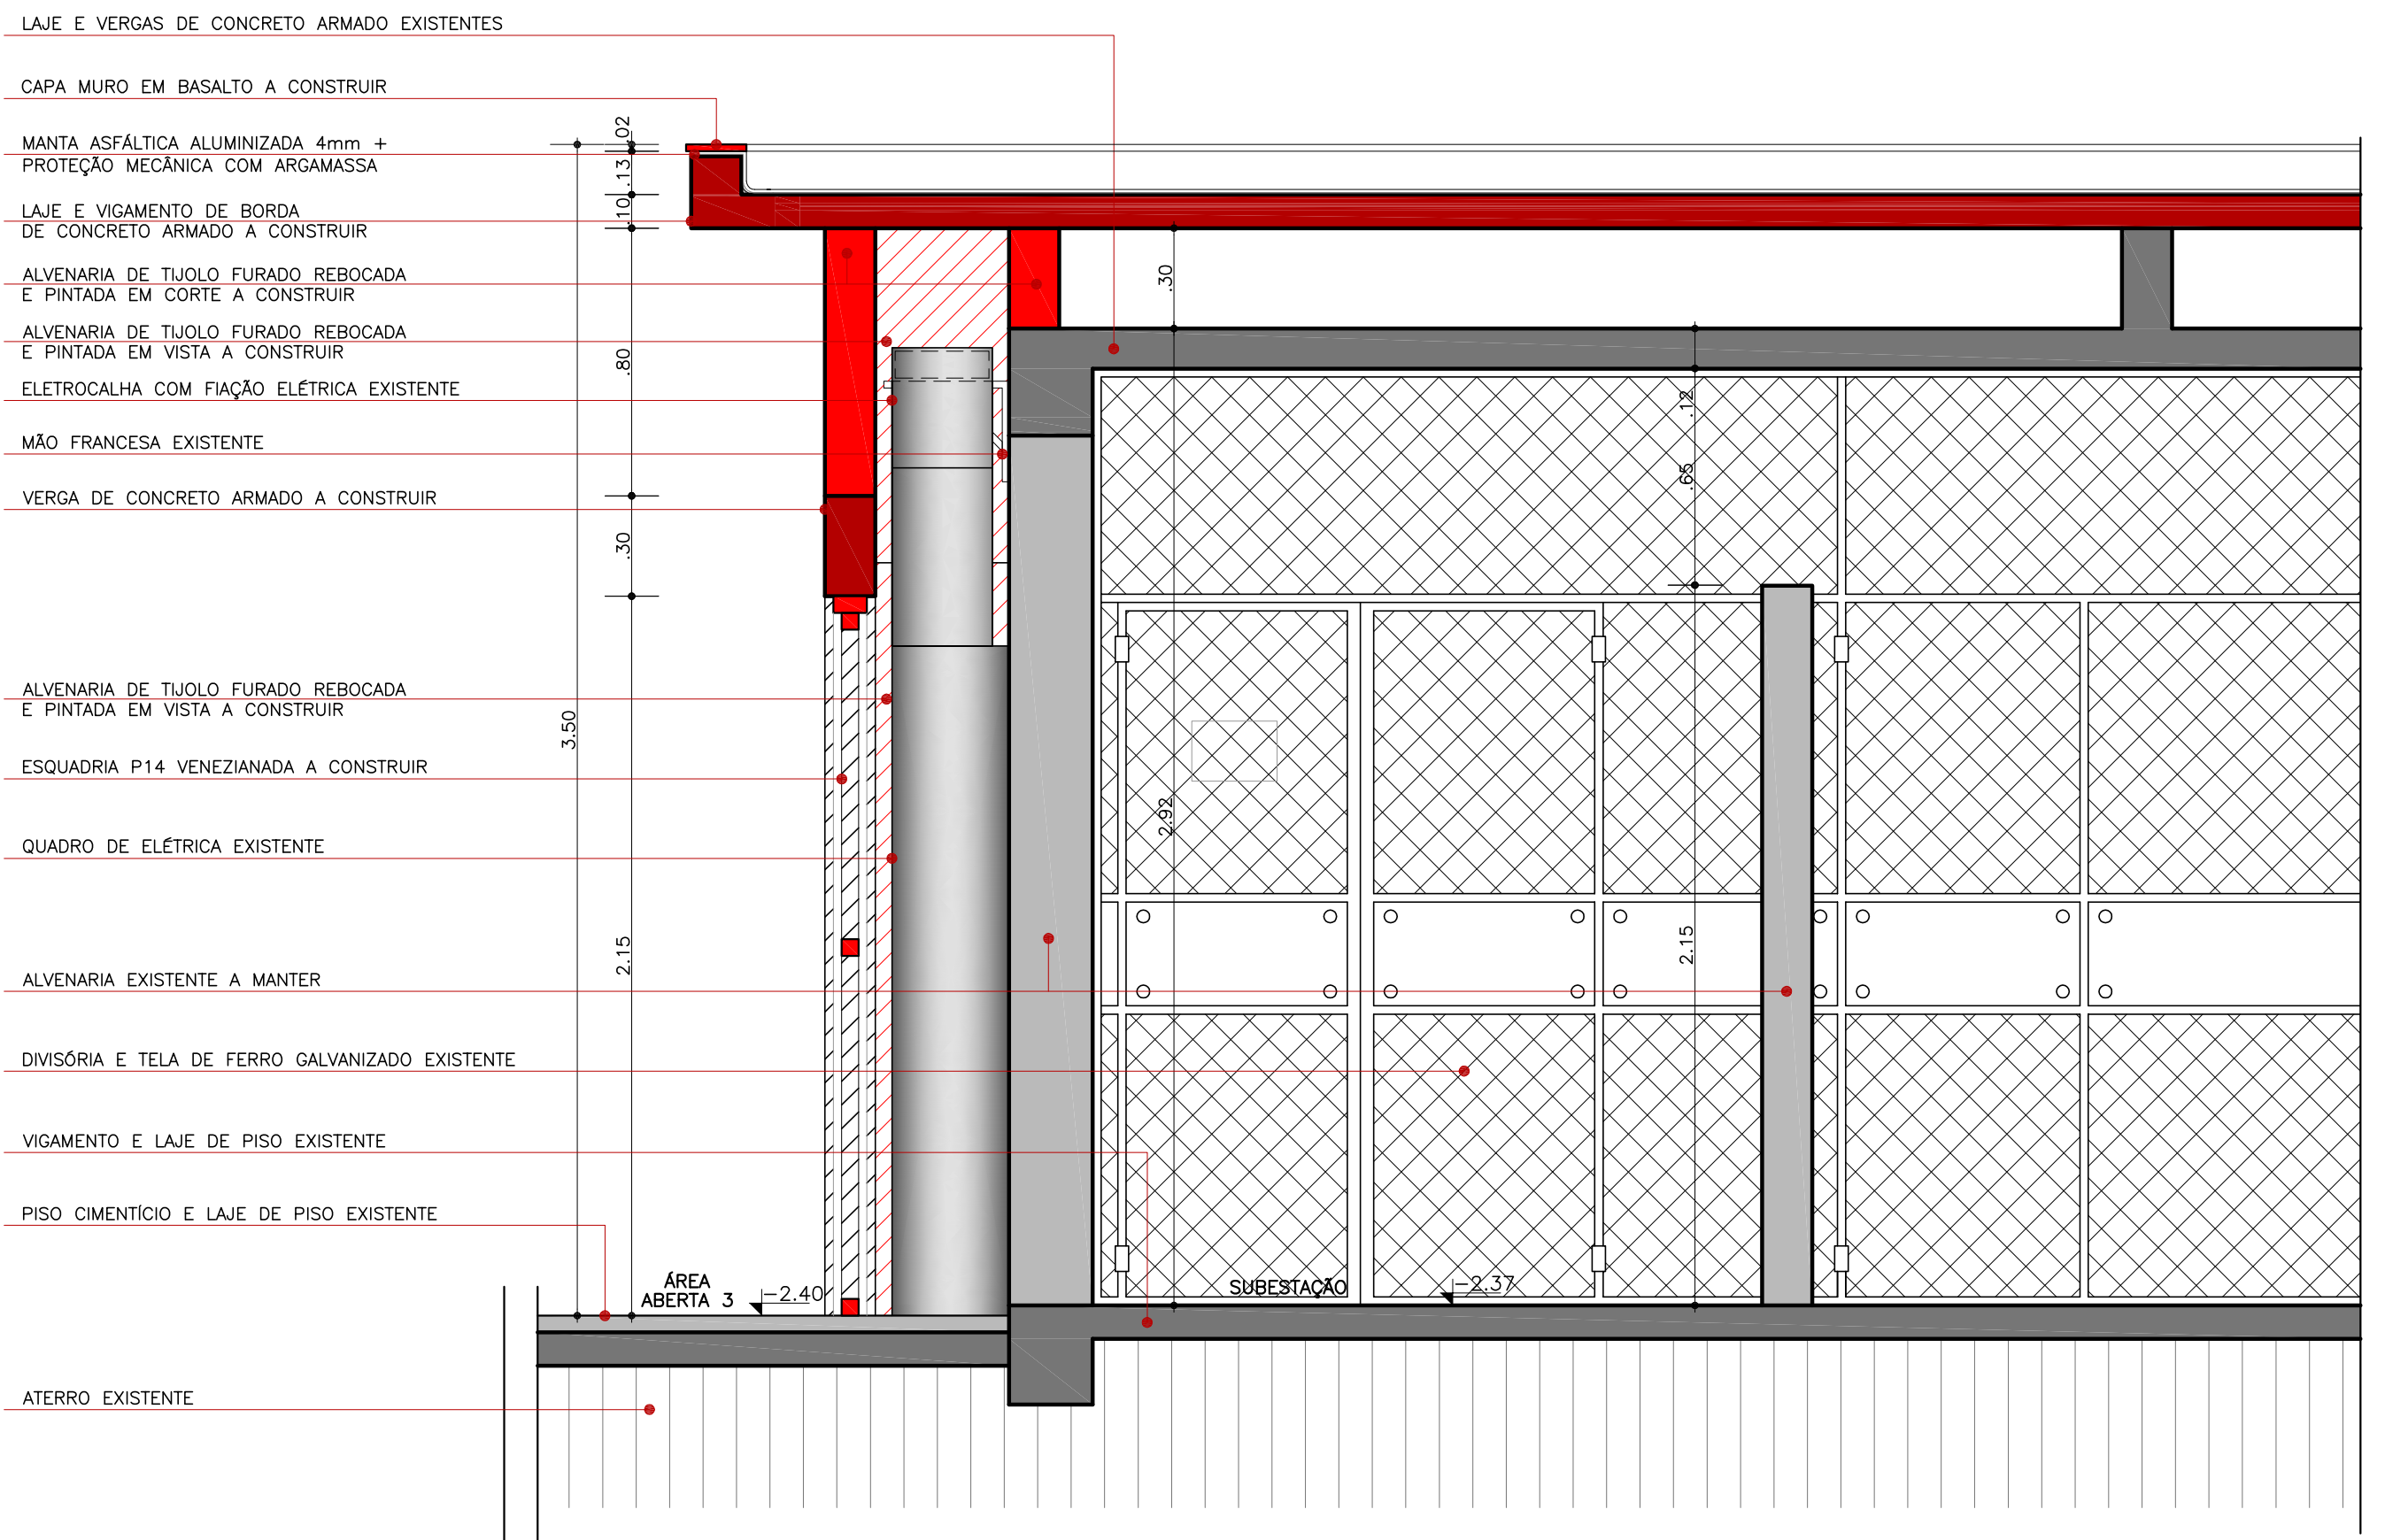 LAJE E VERGAS DE CONCRETO ARMADO EXISTENTES
CAPA MURO EM BASALTO A CONSTRUIR
MANTA ASFÁLTICA ALUMINIZADA 4mm +
PROTEÇÃO MECÂNICA COM ARGAMASSA
LAJE E VIGAMENTO DE BORDA
DE CONCRETO ARMADO A CONSTRUIR
ALVENARIA DE TIJOLO FURADO REBOCADA
E PINTADA EM CORTE A CONSTRUIR
ALVENARIA DE TIJOLO FURADO REBOCADA
E PINTADA EM VISTA A CONSTRUIR
ELETROCALHA COM FIAÇÃO ELÉTRICA EXISTENTE
MÃO FRANCESA EXISTENTE
VERGA DE CONCRETO ARMADO A CONSTRUIR
ALVENARIA DE TIJOLO FURADO REBOCADA
E PINTADA EM VISTA A CONSTRUIR
ESQUADRIA P14 VENEZIANADA A CONSTRUIR
QUADRO DE ELÉTRICA EXISTENTE
ALVENARIA EXISTENTE A MANTER
DIVISÓRIA E TELA DE FERRO GALVANIZADO EXISTENTE
VIGAMENTO E LAJE DE PISO EXISTENTE
PISO CIMENTÍCIO E LAJE DE PISO EXISTENTE
ATERRO EXISTENTE
3.50
.02
.13
.10
.80
.30
2.15
.30
2.92
.12
.65
2.15
ÁREA
ABERTA 3
-2.40
SUBESTAÇÃO
-2.37